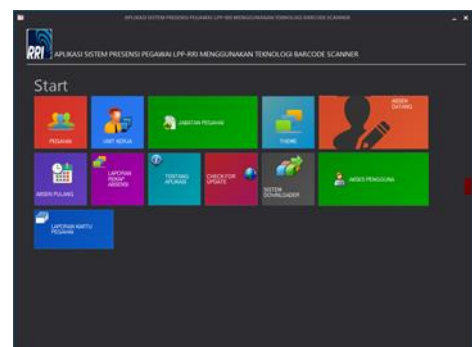 APLIKASI SISTEM PRESENSI PEGAWAI LPP-RRI MENGGUNAKAN TEKNOLOGI BARCODE SCANNER
RRI
APLIKASI SISTEM PRESENSI PEGAWAI LPP-RRI MENGGUNAKAN TEKNOLOGI BARCODE SCANNER
Start
PEGAWAI
UNIT KERJA
JABATAN PEGAWAI
THEME
ABSEN
DATANG
ABSEN PULANG
LAPORAN
REKAP
ABSENSI
TENTANG
APLIKASI
CHECK FOR
UPDATE
SISTEM
DOWNLOADER
AKSES PENGGUNA
LAPORAN KARTU
PEGAWAI